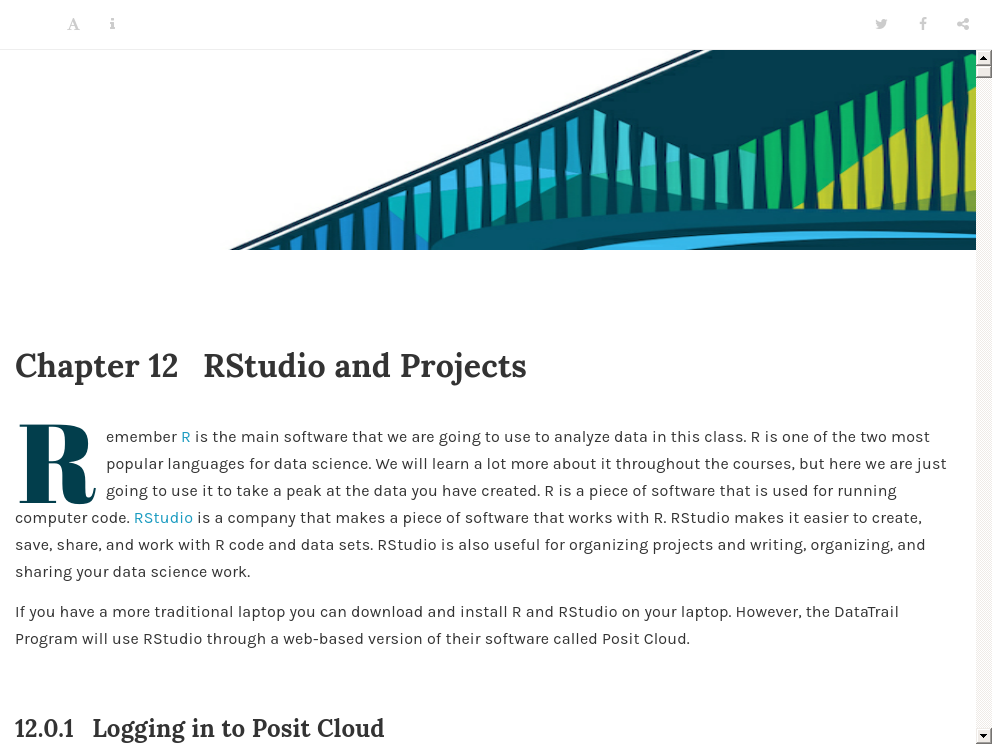 Chapter 12 RStudio and Projects
Remember R is the main software that we are going to use to analyze data in this class. R is one of the two most
popular languages for data science. We will learn a lot more about it throughout the courses, but here we are just
going to use it to take a peak at the data you have created. R is a piece of software that is used for running
computer code. RStudio is a company that makes a piece of software that works with R. RStudio makes it easier to create,
save, share, and work with R code and data sets. RStudio is also useful for organizing projects and writing, organizing, and
sharing your data science work.
If you have a more traditional laptop you can download and install R and RStudio on your laptop. However, the DataTrail
Program will use RStudio through a web-based version of their software called Posit Cloud.
12.0.1 Logging in to Posit Cloud